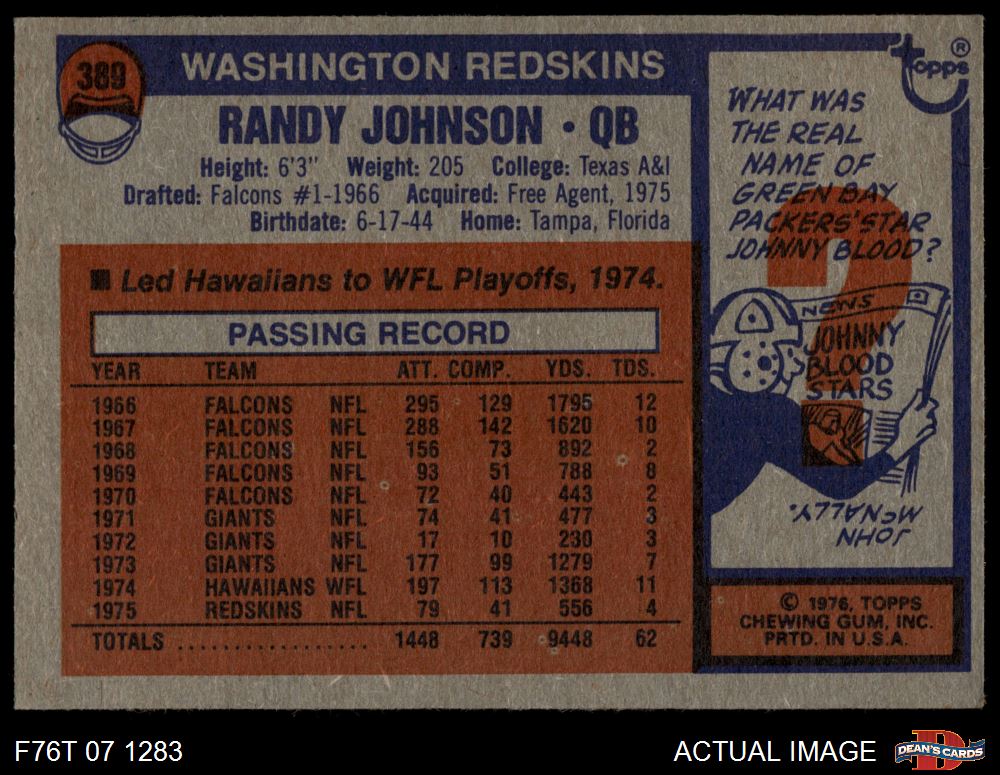 389
WASHINGTON REDSKINS
RANDY JOHNSON • QB
Height: 6'3" Weight: 205 College: Texas A&I
Drafted: Falcons #1-1966 Acquired: Free Agent, 1975
Birthdate: 6-17-44 Home: Tampa, Florida
■ Led Hawaiians to WFL Playoffs, 1974.
PASSING RECORD
YEAR TEAM ATT. COMP. YDS. TDS.
1966 FALCONS NFL 295 129 1795 12
1967 FALCONS NFL 288 142 1620 10
1968 FALCONS NFL 156 73 892 2
1969 FALCONS NFL 93 51 788 8
1970 FALCONS NFL 72 40 443 2
1971 GIANTS NFL 74 41 477 3
1972 GIANTS NFL 17 10 230 3
1973 GIANTS NFL 177 99 1279 7
1974 HAWAIIANS WFL 197 113 1368 11
1975 REDSKINS NFL 79 41 556 4
TOTALS .................. 1448 739 9448 62
Topps ®
WHAT WAS
THE REAL
NAME OF
GREEN BAY
PACKERS' STAR
JOHNNY BLOOD?
?
NEWS
JOHNNY
BLOOD
STARS
JOHN
MCNALLY.
© 1976, TOPPS
CHEWING GUM, INC.
PRTD. IN U.S.A.
F76T 07 1283
ACTUAL IMAGE
D
DEAN'S CARDS